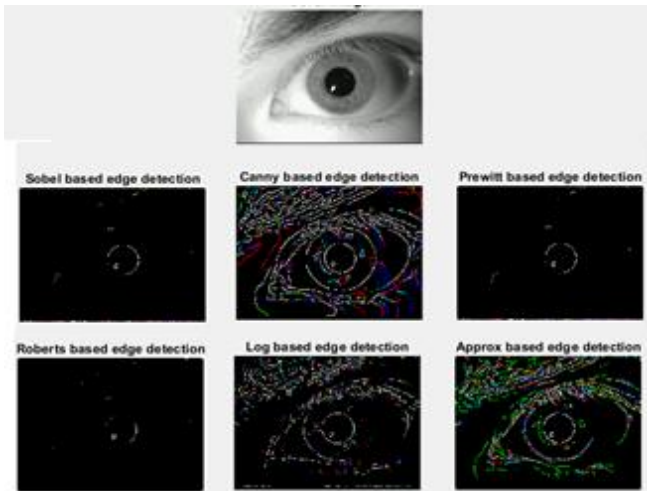 Sobel based edge detection
Canny based edge detection
Prewitt based edge detection
Roberts based edge detection
Log based edge detection
Approx based edge detection